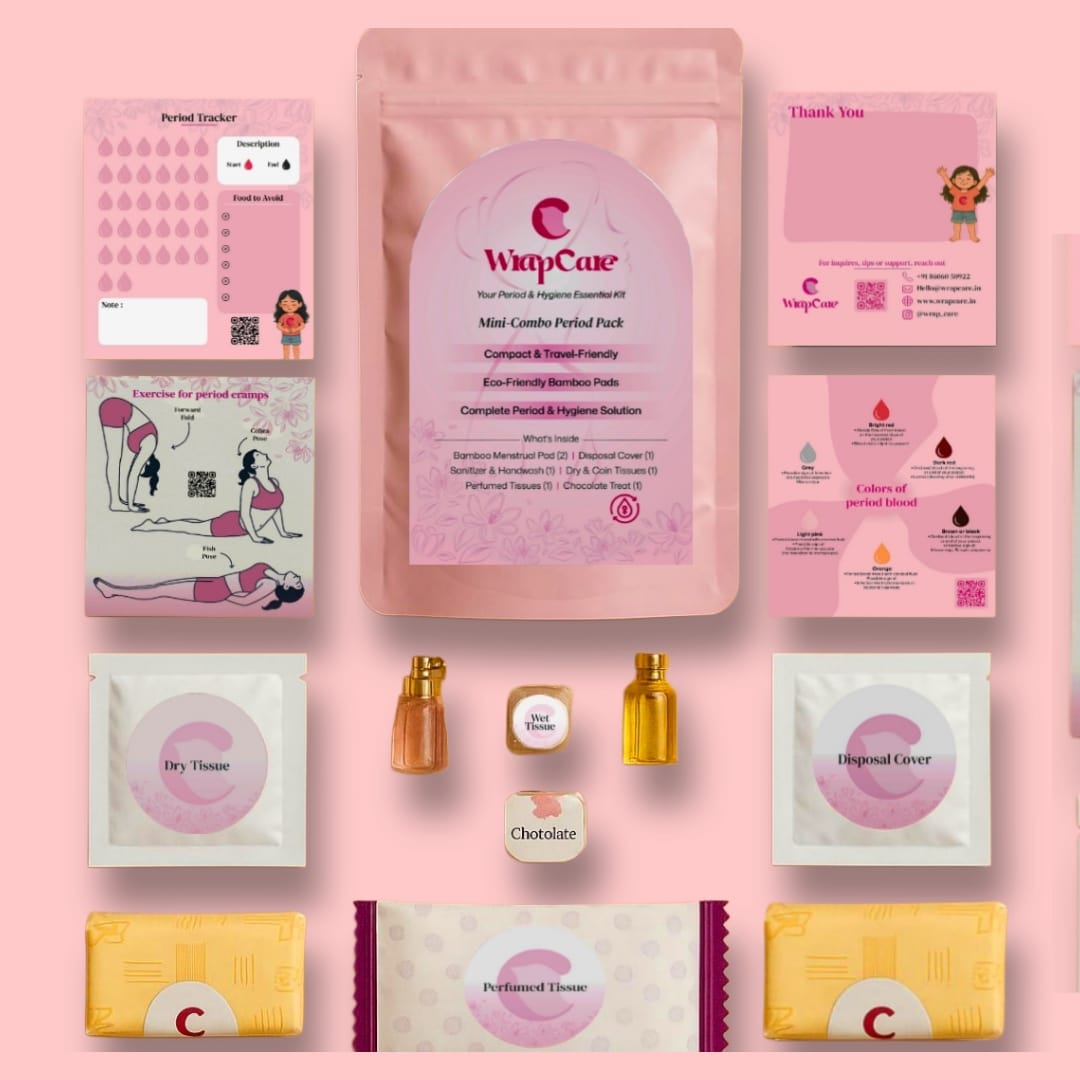 Period Tracker
Description
Start
End
Food to Avoid
Note :
WrapCare
Your Period & Hygiene Essential Kit
Mini-Combo Period Pack
Compact & Travel-Friendly
Eco-Friendly Bamboo Pads
Complete Period & Hygiene Solution
What's Inside
Bamboo Menstrual Pad (2) | Disposal Cover (1)
Sanitizer & Handwash (1) | Dry & Coin Tissues (1)
Perfumed Tissues (1) | Chocolate Treat (1)
Thank You
For inquires, tips or support, reach out
WrapCare
+91 86060 50922
Hello@wrapcare.in
www.wrapcare.in
@wrap_care
Exercise for period cramps
Forward
Fold
Cobra
Pose
Fish
Pose
Bright red
Grey
Dark red
Colors of
period blood
Light pink
Brown or black
Orange
Dry Tissue
Wet
Tissue
Chotolate
Disposal Cover
Perfumed Tissue